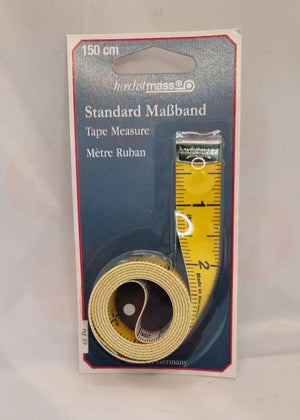 150 cm
hoechstmass
Standard Maßband
Tape Measure
Mètre Ruban
1
2
Made in
Germany